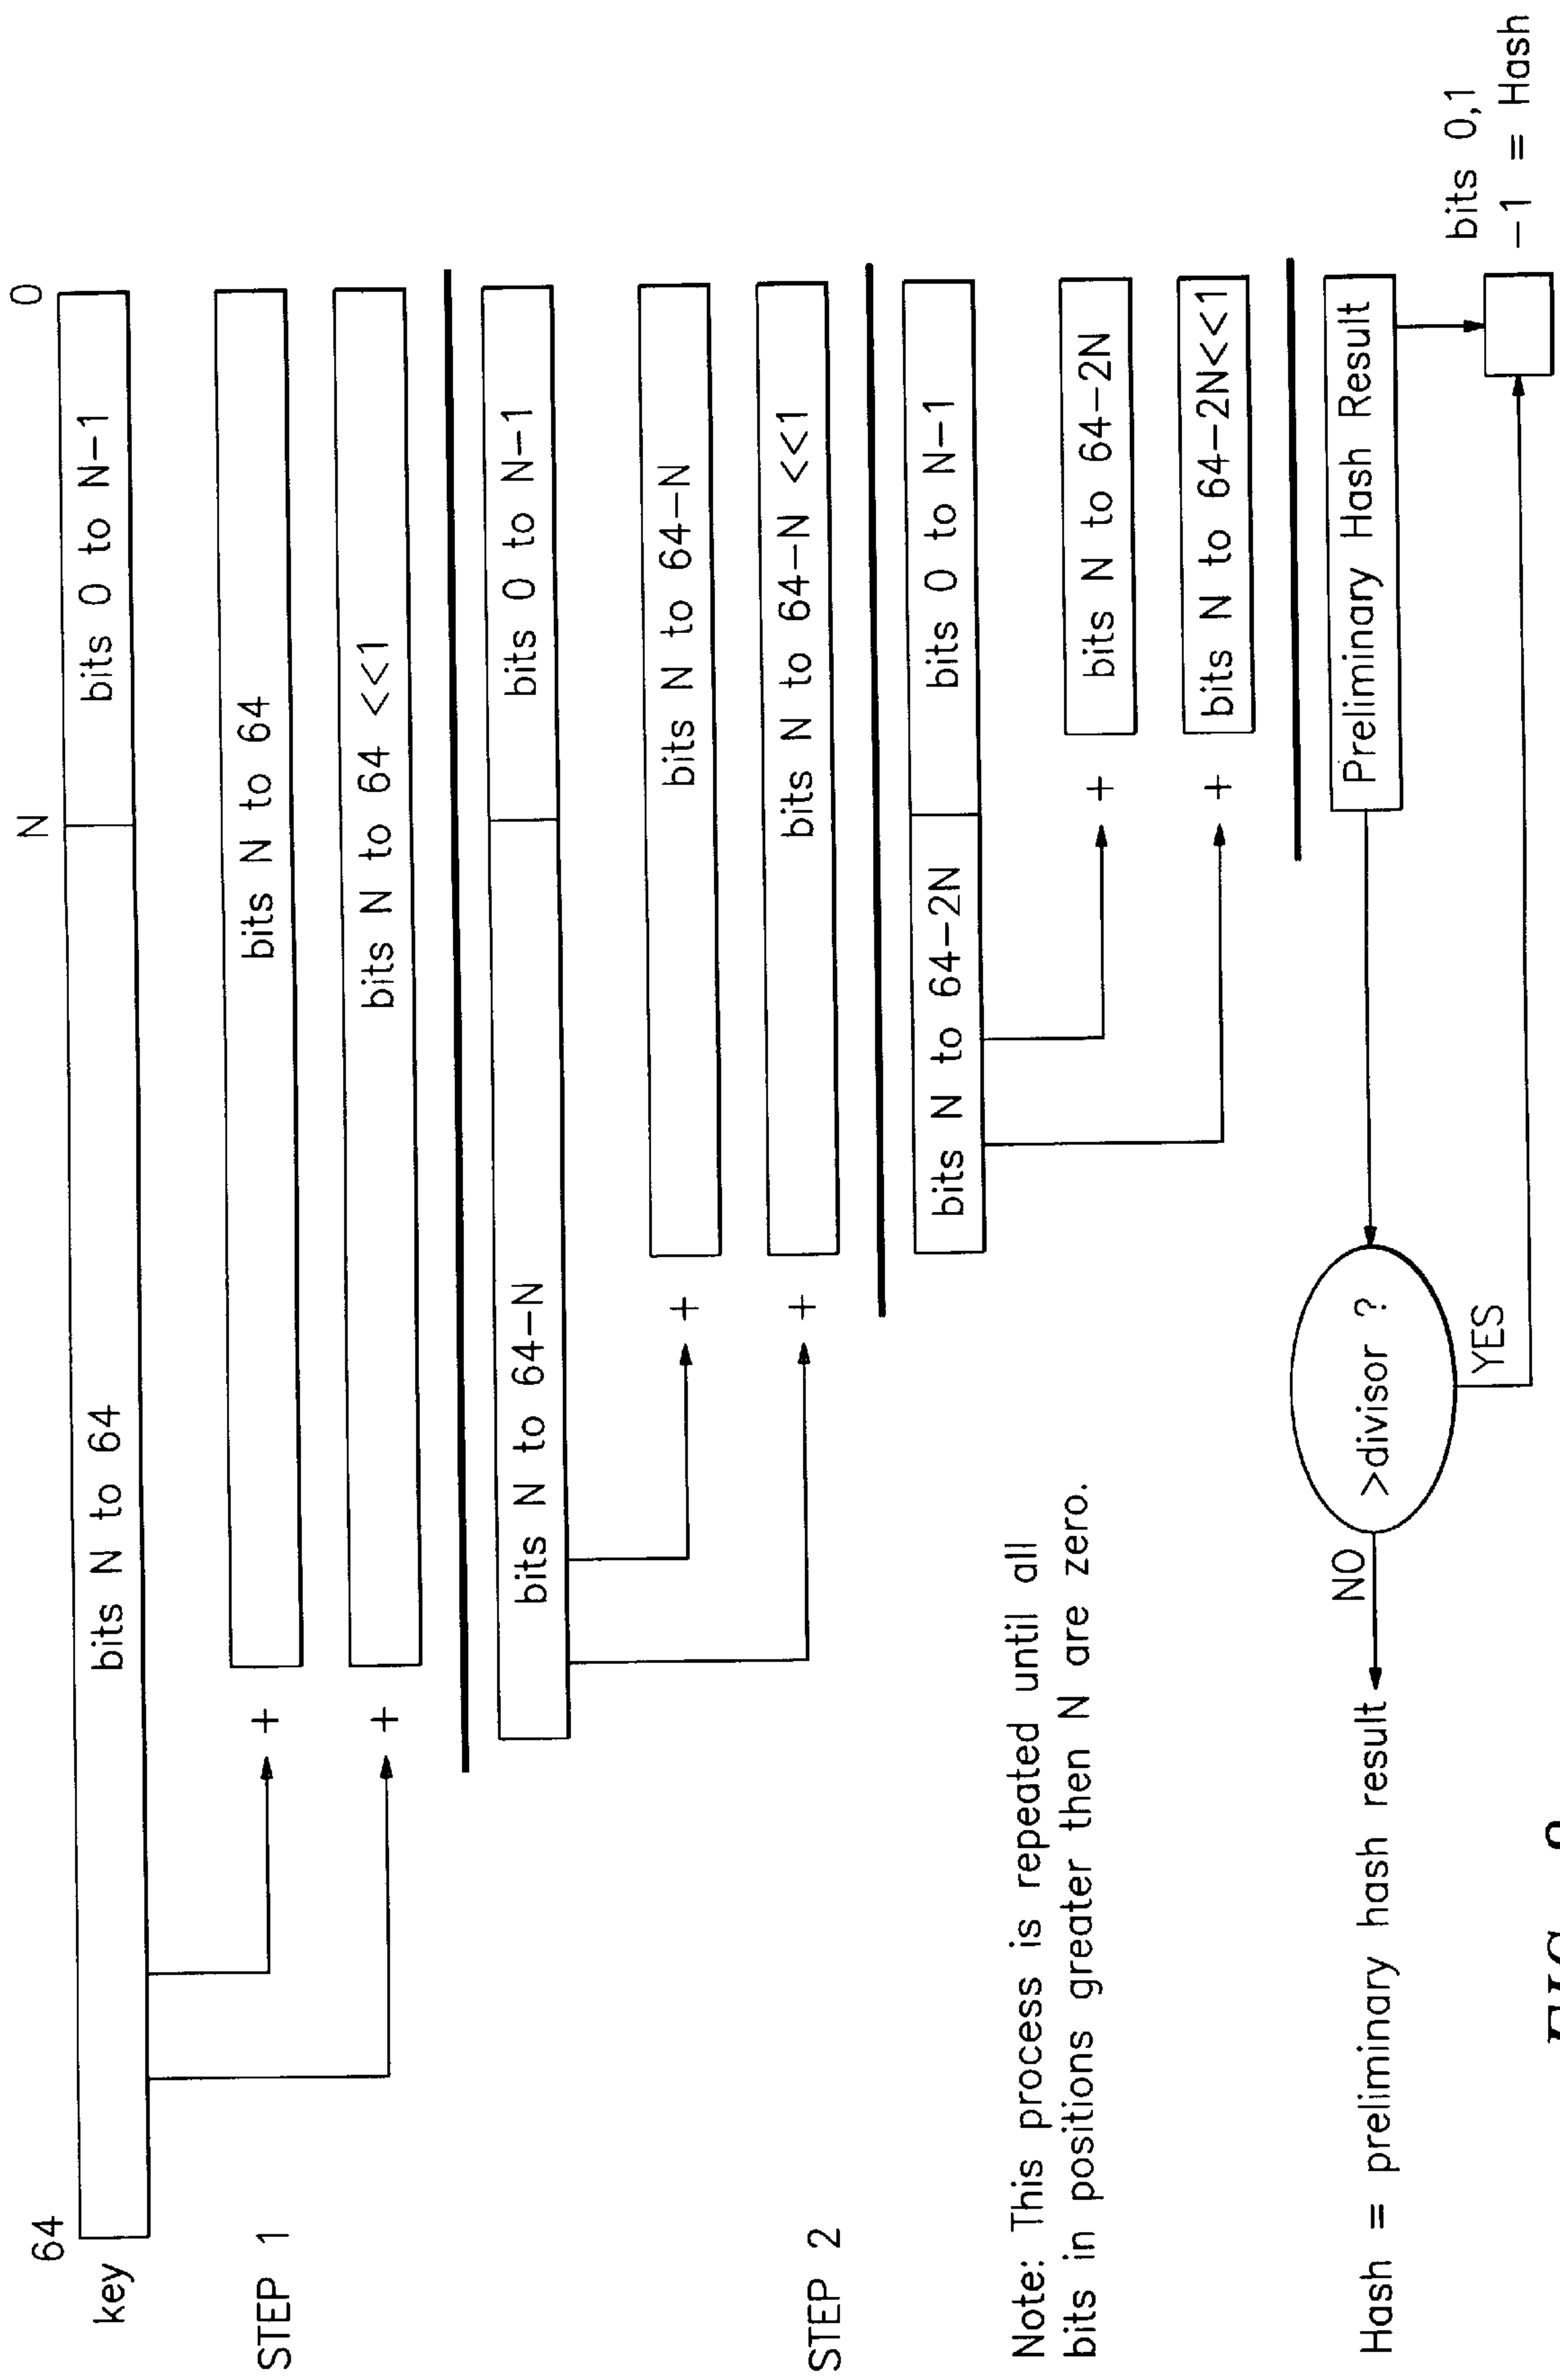 64 N 0
key bits N to 64 bits 0 to N-1
STEP 1 + bits N to 64
+ bits N to 64 <<1
bits N to 64-N bits 0 to N-1
+ bits N to 64-N
STEP 2 + bits N to 64-N <<1
bits N to 64-2N bits 0 to N-1
Note: This process is repeated until all
bits in positions greater then N are zero.
+ bits N to 64-2N
+ bits N to 64-2N<<1
Preliminary Hash Result
Hash = preliminary hash result NO >divisor ?
YES
bits 0,1
-1 = Hash
FIG.